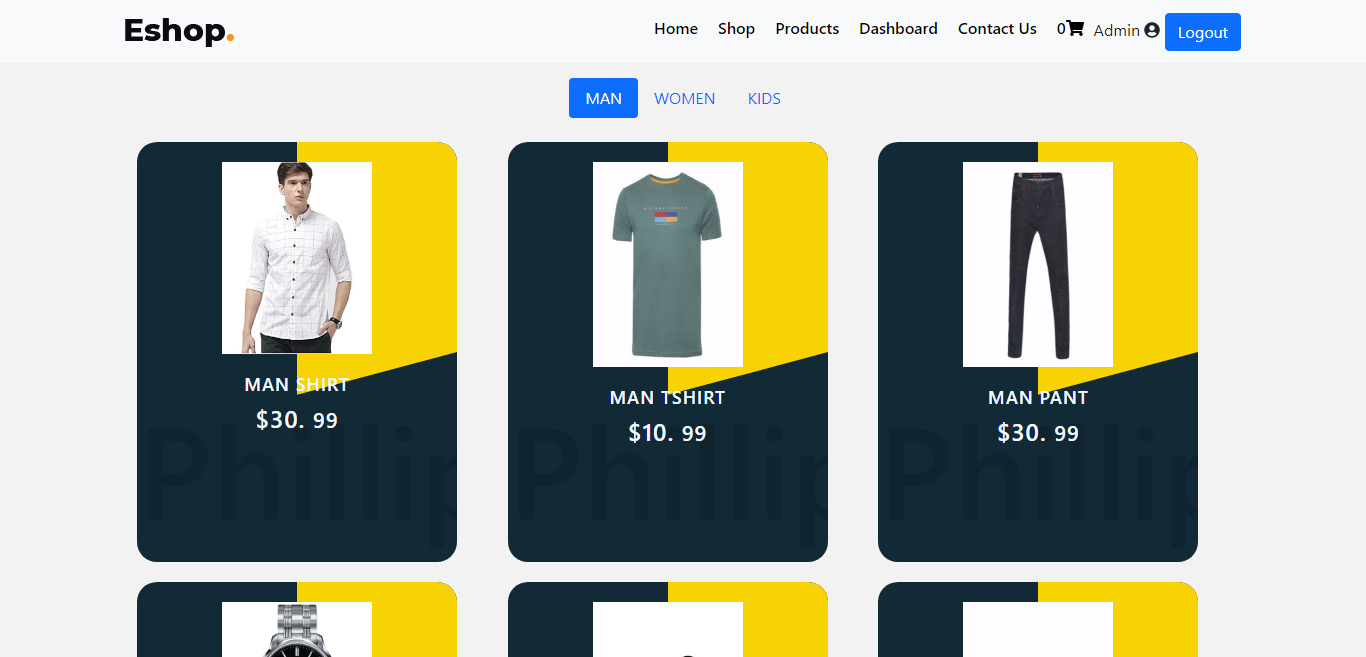 Eshop.
Home Shop Products Dashboard Contact Us 0 Admin Logout
MAN WOMEN KIDS
MAN SHIRT
$30. 99
MAN TSHIRT
$10. 99
MAN PANT
$30. 99
Phillip
Phillip
Phillip